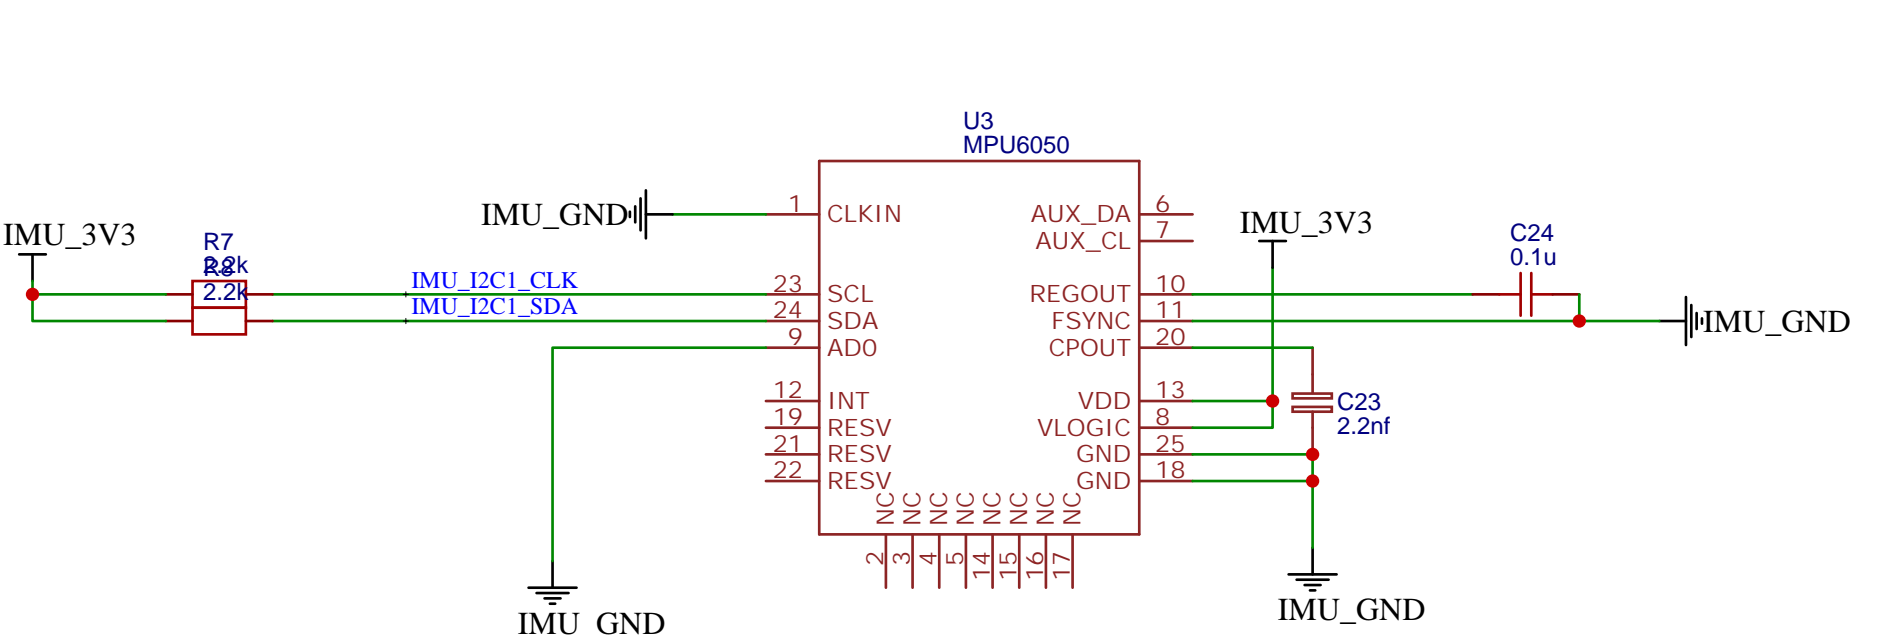 U3
MPU6050
IMU_GND
1
CLKIN
AUX_DA
6
AUX_CL
7
IMU_3V3
IMU_3V3
R7
2.2k
R8
2.2k
IMU_I2C1_CLK
IMU_I2C1_SDA
23
SCL
24
SDA
9
AD0
12
INT
19
RESV
21
RESV
22
RESV
REGOUT
10
FSYNC
11
CPOUT
20
VDD
13
VLOGIC
8
GND
25
GND
18
C24
0.1u
IMU_GND
C23
2.2nf
NC
NC
NC
NC
NC
NC
NC
NC
2
3
4
5
14
15
16
17
IMU_GND
IMU_GND